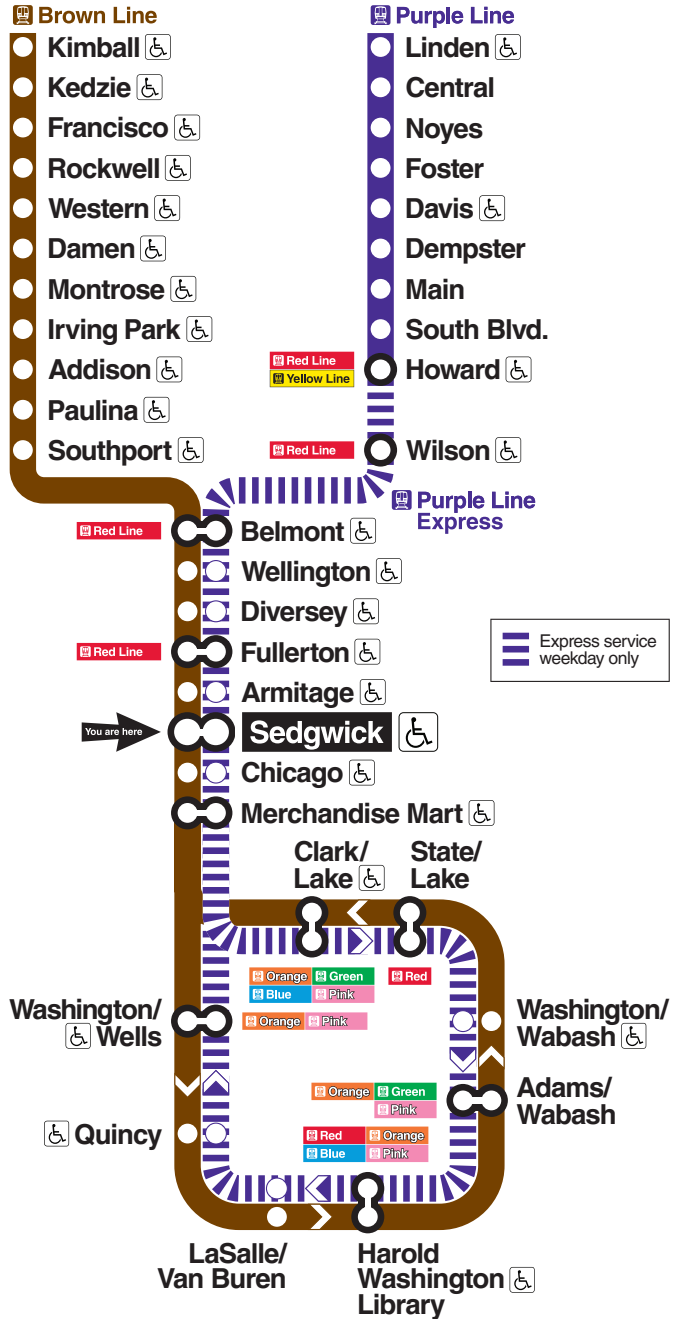 Brown Line
Kimball
Kedzie
Francisco
Rockwell
Western
Damen
Montrose
Irving Park
Addison
Paulina
Southport
Purple Line
Linden
Central
Noyes
Foster
Davis
Dempster
Main
South Blvd.
Red Line
Yellow Line
Howard
Red Line
Wilson
Purple Line
Express
Red Line
Belmont
Wellington
Diversey
Red Line
Fullerton
Armitage
Express service
weekday only
You are here
Sedgwick
Chicago
Merchandise Mart
Clark/
Lake
State/
Lake
Orange
Green
Blue
Pink
Red
Washington/
Wells
Orange
Pink
Washington/
Wabash
Orange
Green
Pink
Adams/
Wabash
Quincy
Red
Orange
Blue
Pink
LaSalle/
Van Buren
Harold
Washington
Library